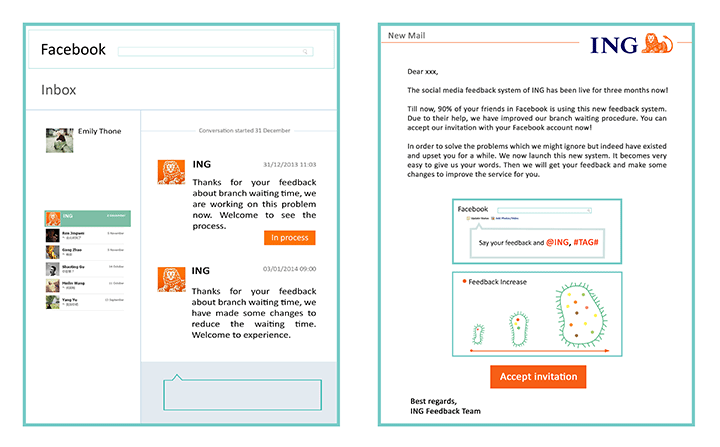 Facebook
Inbox
Emily Thone
Conversation started 31 December
ING
31/12/2013 11:03
Thanks for your feedback
about branch waiting time, we
are working on this problem
now. Welcome to see the
process.
In process
ING
Ken Jingwen
Gong Zhao
Shanting Gu
Meilin Wang
Yang Yu
ING
03/01/2014 09:00
Thanks for your feedback
about branch waiting time, we
have made some changes to
reduce the waiting time.
Welcome to experience.
New Mail
ING
Dear xxx,
The social media feedback system of ING has been live for three months now!
Till now, 90% of your friends in Facebook is using this new feedback system.
Due to their help, we have improved our branch waiting procedure. You can
accept our invitation with your Facebook account now!
In order to solve the problems which we might ignore but indeed have existed
and upset you for a while. We now launch this new system. It becomes very
easy to give us your words. Then we will get your feedback and make some
changes to improve the service for you.
Facebook
Update Status Add Photos/Video
Say your feedback and @ING, #TAG#
Feedback Increase
Accept invitation
Best regards,
ING Feedback Team